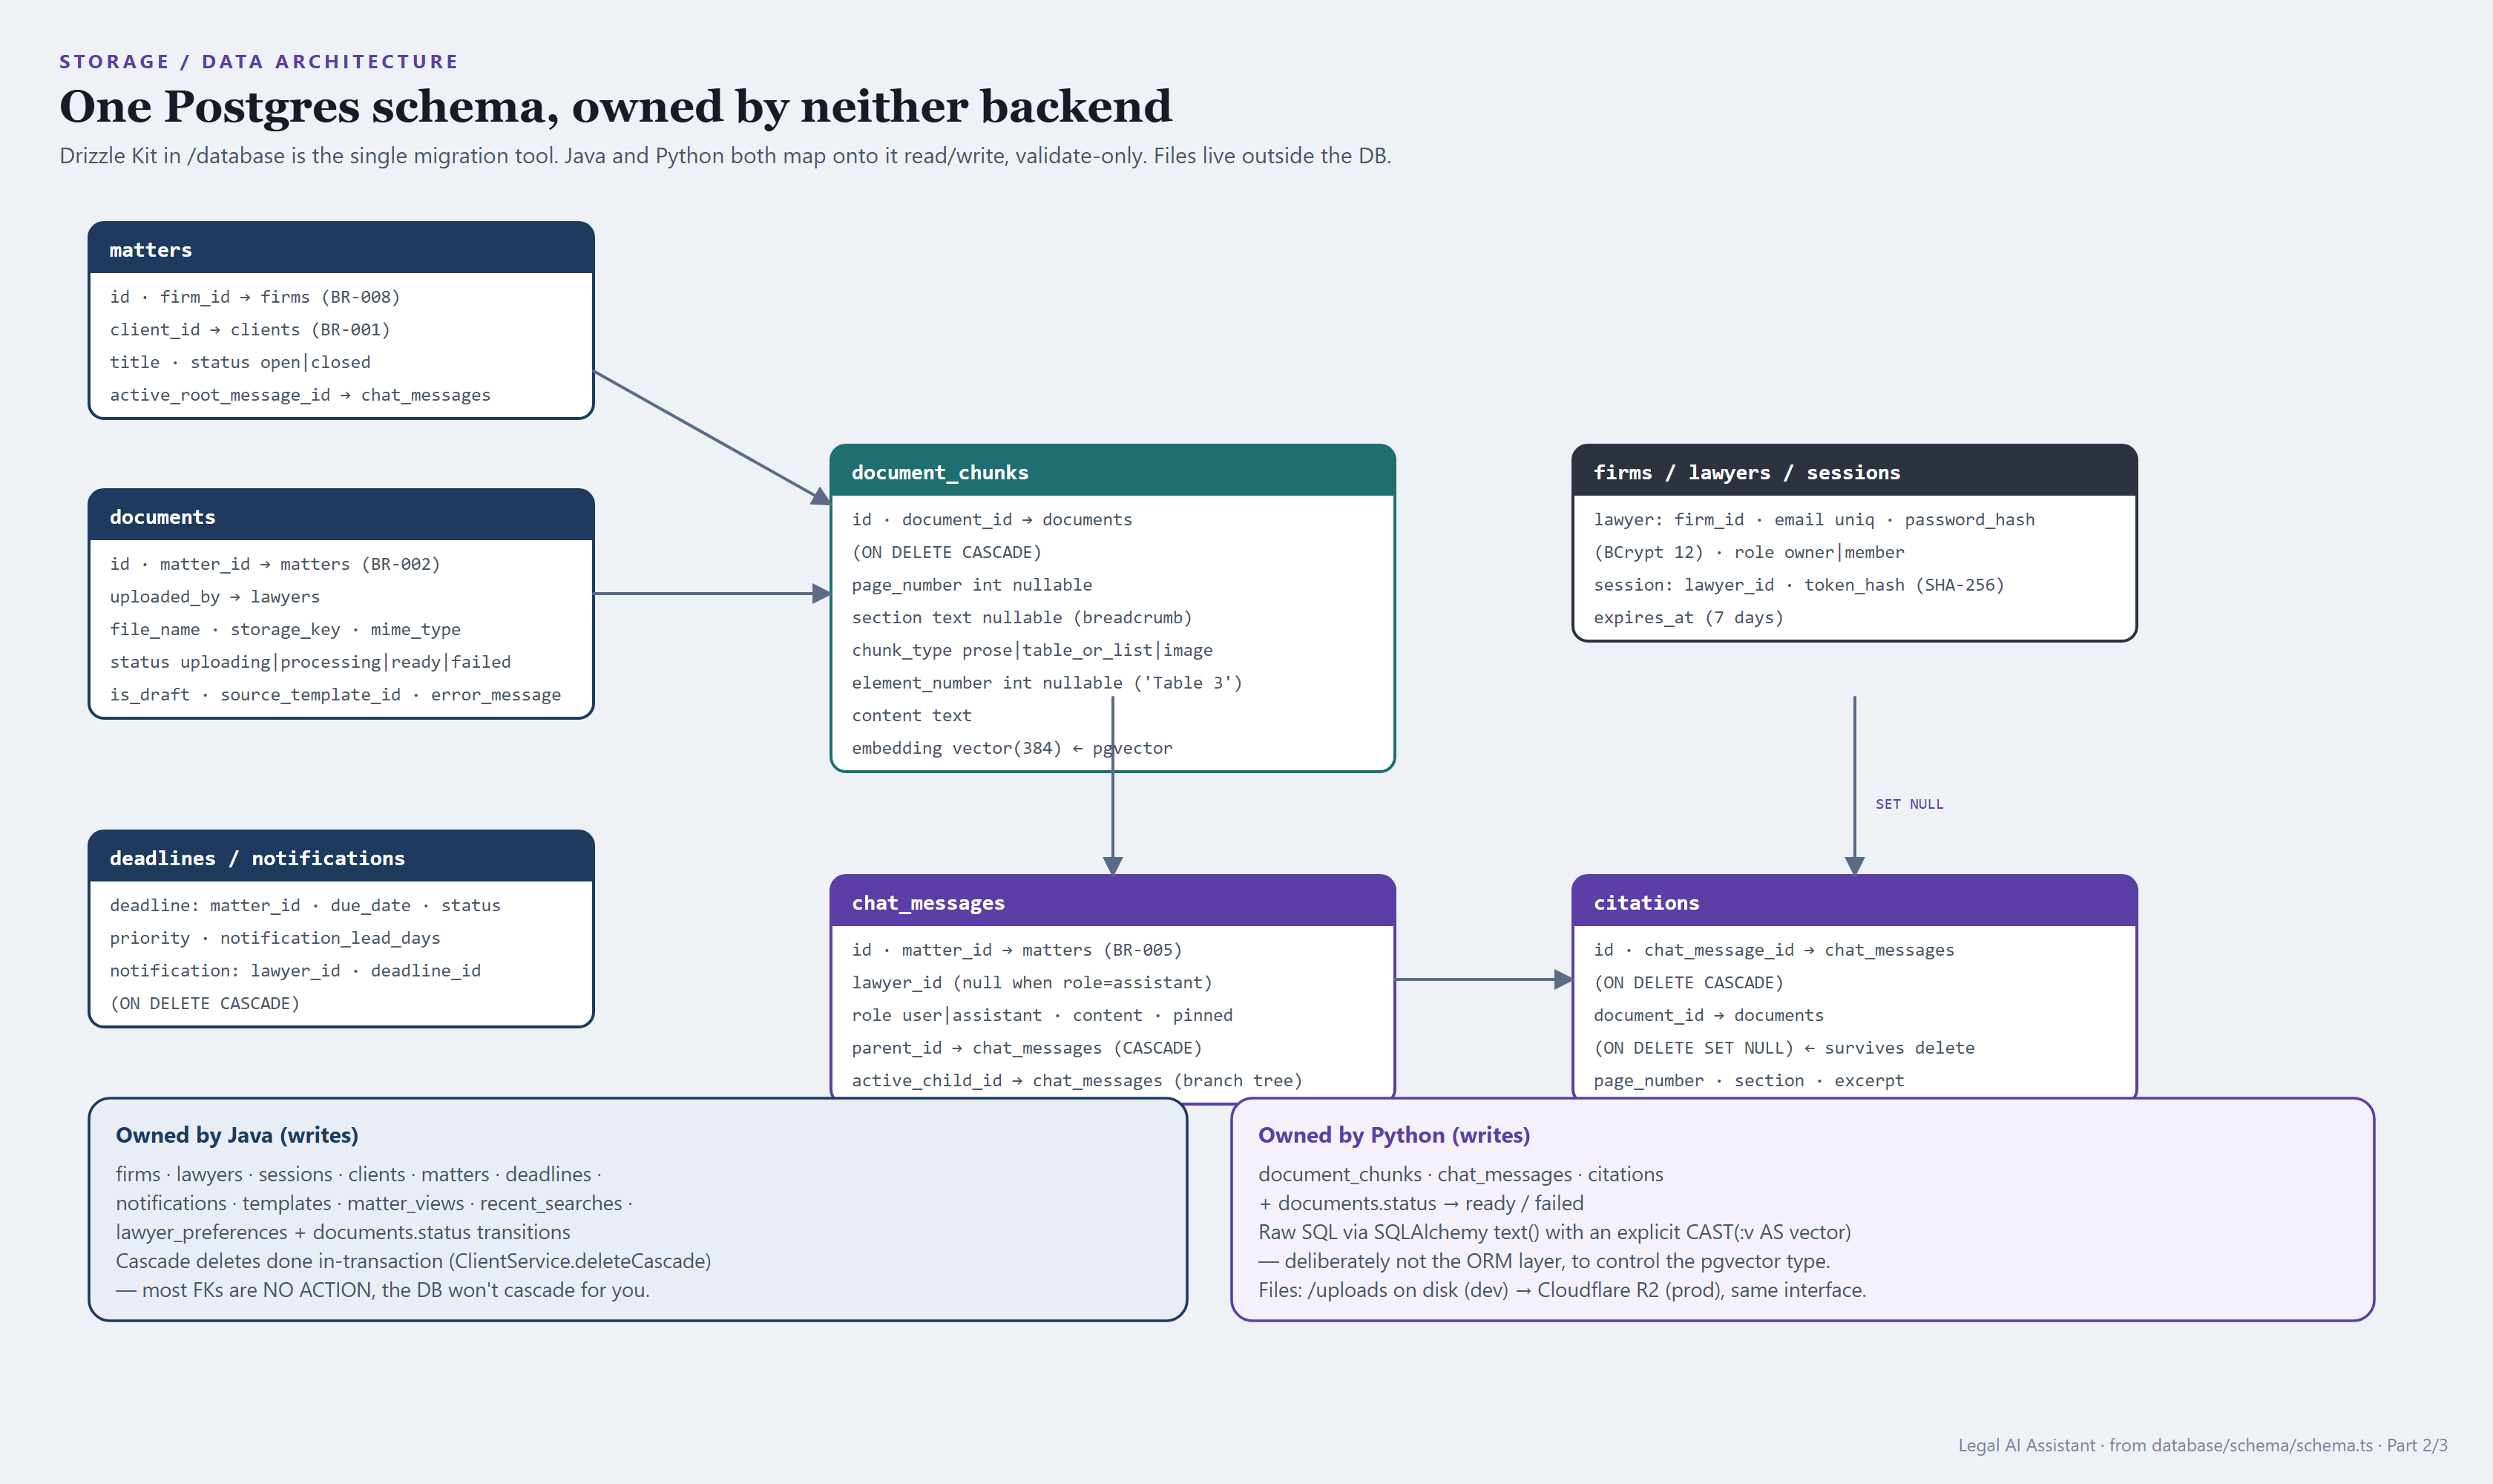 STORAGE / DATA ARCHITECTURE
One Postgres schema, owned by neither backend
Drizzle Kit in /database is the single migration tool. Java and Python both map onto it read/write, validate-only. Files live outside the DB.
matters
id · firm_id → firms (BR-008)
client_id → clients (BR-001)
title · status open|closed
active_root_message_id → chat_messages
documents
id · matter_id → matters (BR-002)
uploaded_by → lawyers
file_name · storage_key · mime_type
status uploading|processing|ready|failed
is_draft · source_template_id · error_message
deadlines / notifications
deadline: matter_id · due_date · status
priority · notification_lead_days
notification: lawyer_id · deadline_id
(ON DELETE CASCADE)
document_chunks
id · document_id → documents
(ON DELETE CASCADE)
page_number int nullable
section text nullable (breadcrumb)
chunk_type prose|table_or_list|image
element_number int nullable ('Table 3')
content text
embedding vector(384) ← pgvector
firms / lawyers / sessions
lawyer: firm_id · email uniq · password_hash
(BCrypt 12) · role owner|member
session: lawyer_id · token_hash (SHA-256)
expires_at (7 days)
SET NULL
chat_messages
id · matter_id → matters (BR-005)
lawyer_id (null when role=assistant)
role user|assistant · content · pinned
parent_id → chat_messages (CASCADE)
active_child_id → chat_messages (branch tree)
citations
id · chat_message_id → chat_messages
(ON DELETE CASCADE)
document_id → documents
(ON DELETE SET NULL) ← survives delete
page_number · section · excerpt
Owned by Java (writes)
firms · lawyers · sessions · clients · matters · deadlines ·
notifications · templates · matter_views · recent_searches ·
lawyer_preferences + documents.status transitions
Cascade deletes done in-transaction (ClientService.deleteCascade)
— most FKs are NO ACTION, the DB won't cascade for you.
Owned by Python (writes)
document_chunks · chat_messages · citations
+ documents.status → ready / failed
Raw SQL via SQLAlchemy text() with an explicit CAST(:v AS vector)
— deliberately not the ORM layer, to control the pgvector type.
Files: /uploads on disk (dev) → Cloudflare R2 (prod), same interface.
Legal AI Assistant · from database/schema/schema.ts · Part 2/3